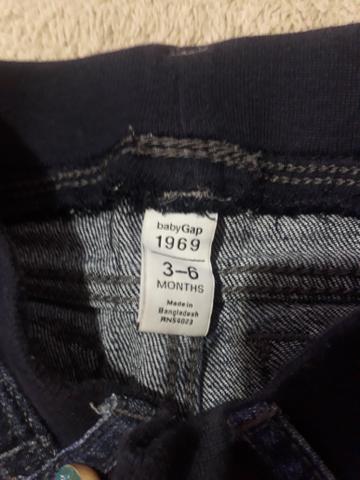 babyGap
1969
3–6
MONTHS
Made in
Bangladesh
RN54023